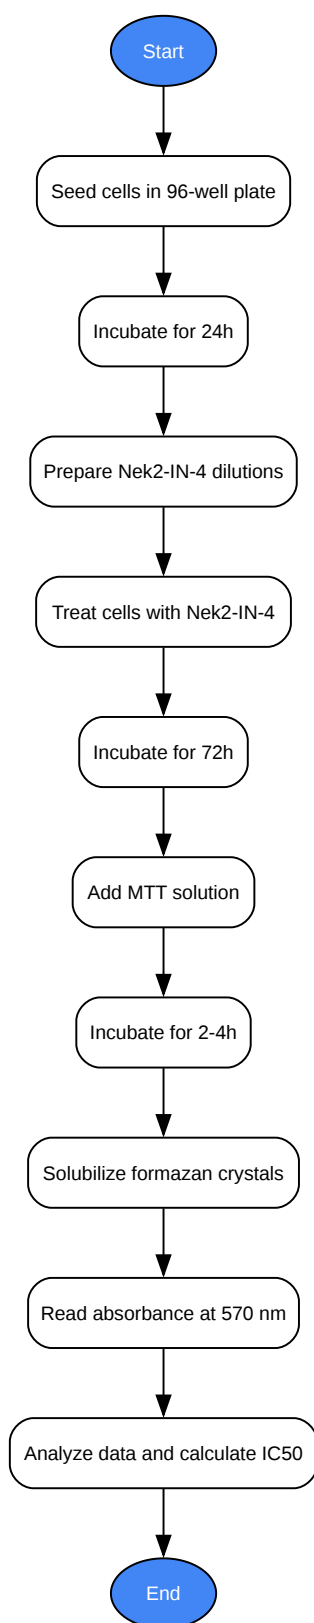 Start
Seed cells in 96-well plate
Incubate for 24h
Prepare Nek2-IN-4 dilutions
Treat cells with Nek2-IN-4
Incubate for 72h
Add MTT solution
Incubate for 2-4h
Solubilize formazan crystals
Read absorbance at 570 nm
Analyze data and calculate IC50
End